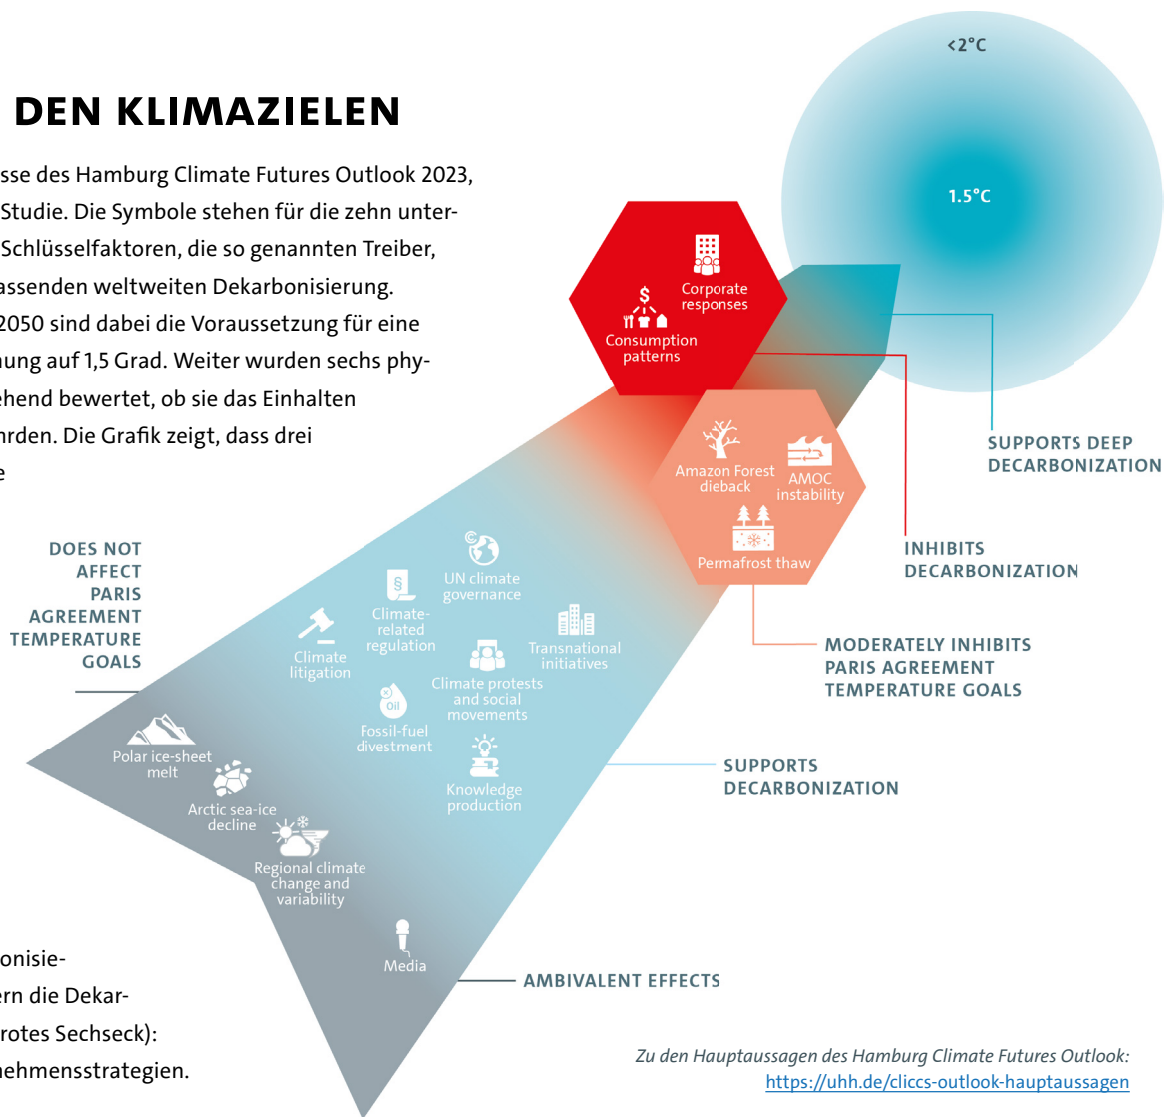 DEN KLIMAZIELEN
sse des Hamburg Climate Futures Outlook 2023,
Studie. Die Symbole stehen für die zehn unter-
Schlüsselfaktoren, die so genannten Treiber,
assenden weltweiten Dekarbonisierung.
2050 sind dabei die Voraussetzung für eine
nung auf 1,5 Grad. Weiter wurden sechs phy-
ehend bewertet, ob sie das Einhalten
hrden. Die Grafik zeigt, dass drei
e
<2°C
1.5°C
Corporate
responses
$
Consumption
patterns
SUPPORTS DEEP
DECARBONIZATION
Amazon Forest
dieback
AMOC
instability
Permafrost thaw
INHIBITS
DECARBONIZATION
MODERATELY INHIBITS
PARIS AGREEMENT
TEMPERATURE GOALS
DOES NOT
AFFECT
PARIS
AGREEMENT
TEMPERATURE
GOALS
C
UN climate
governance
§
Climate-
related
regulation
Climate
litigation
Transnational
initiatives
Climate protests
and social
movements
x
Oil
Fossil-fuel
divestment
Knowledge
production
SUPPORTS
DECARBONIZATION
Polar ice-sheet
melt
Arctic sea-ice
decline
Regional climate
change and
variability
Media
AMBIVALENT EFFECTS
onisie-
ern die Dekar-
rotes Sechseck):
nehmensstrategien.
Zu den Hauptaussagen des Hamburg Climate Futures Outlook:
https://uhh.de/cliccs-outlook-hauptaussagen